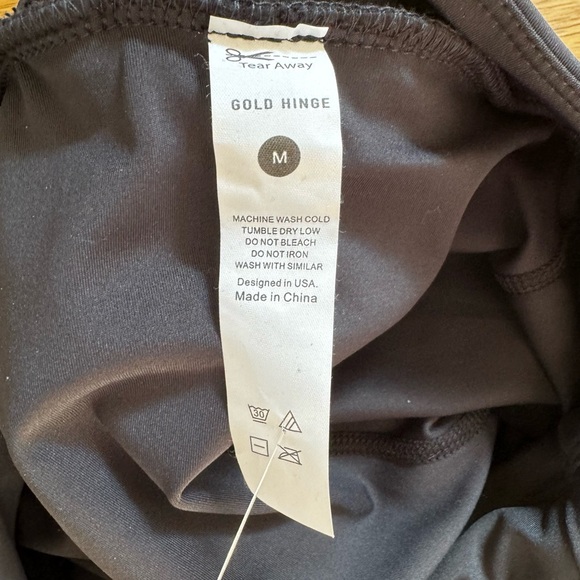 Tear Away
GOLD HINGE
M
MACHINE WASH COLD
TUMBLE DRY LOW
DO NOT BLEACH
DO NOT IRON
WASH WITH SIMILAR
Designed in USA.
Made in China
30